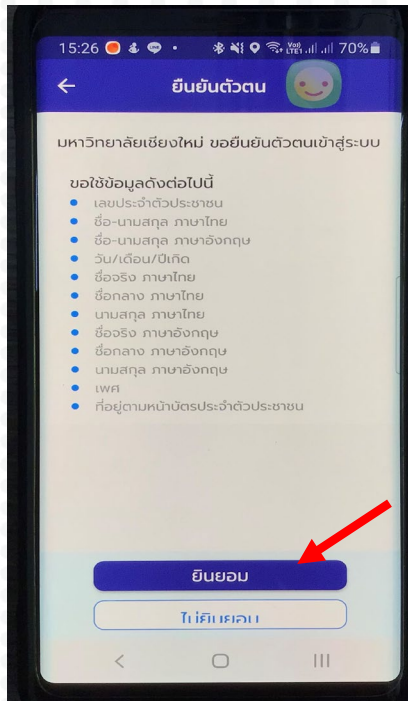 15:26
70%
ยืนยันตัวตน
มหาวิทยาลัยเชียงใหม่ ขอยืนยันตัวตนเข้าสู่ระบบ
ขอใช้ข้อมูลดังต่อไปนี้
เลขประจำตัวประชาชน
ชื่อ-นามสกุล ภาษาไทย
ชื่อ-นามสกุล ภาษาอังกฤษ
วัน/เดือน/ปีเกิด
ชื่อจริง ภาษาไทย
ชื่อกลาง ภาษาไทย
นามสกุล ภาษาไทย
ชื่อจริง ภาษาอังกฤษ
ชื่อกลาง ภาษาอังกฤษ
นามสกุล ภาษาอังกฤษ
เพศ
ที่อยู่ตามหน้าบัตรประจำตัวประชาชน
ยินยอม
ไม่ยินยอม